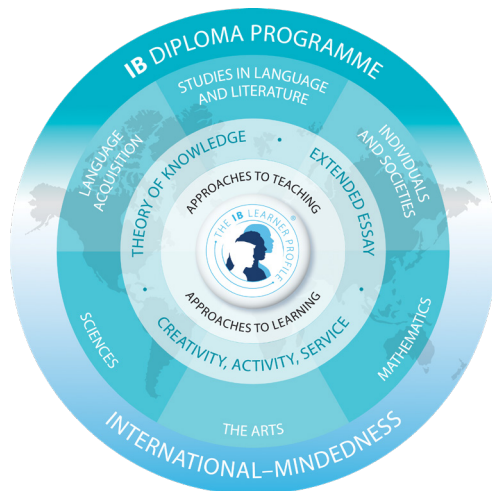 IB DIPLOMA PROGRAMME
STUDIES IN LANGUAGE
AND LITERATURE
LANGUAGE
ACQUISITION
INDIVIDUALS
AND SOCIETIES
THEORY OF KNOWLEDGE
EXTENDED ESSAY
APPROACHES TO TEACHING
THE IB LEARNER PROFILE
®
APPROACHES TO LEARNING
CREATIVITY, ACTIVITY, SERVICE
SCIENCES
MATHEMATICS
THE ARTS
INTERNATIONAL–MINDEDNESS